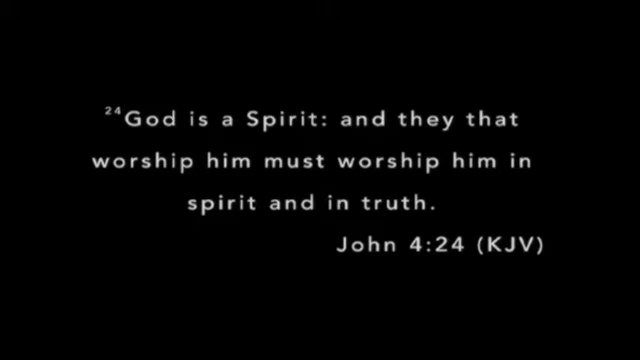 ²⁴God is a Spirit: and they that
worship him must worship him in
spirit and in truth.
John 4:24 (KJV)